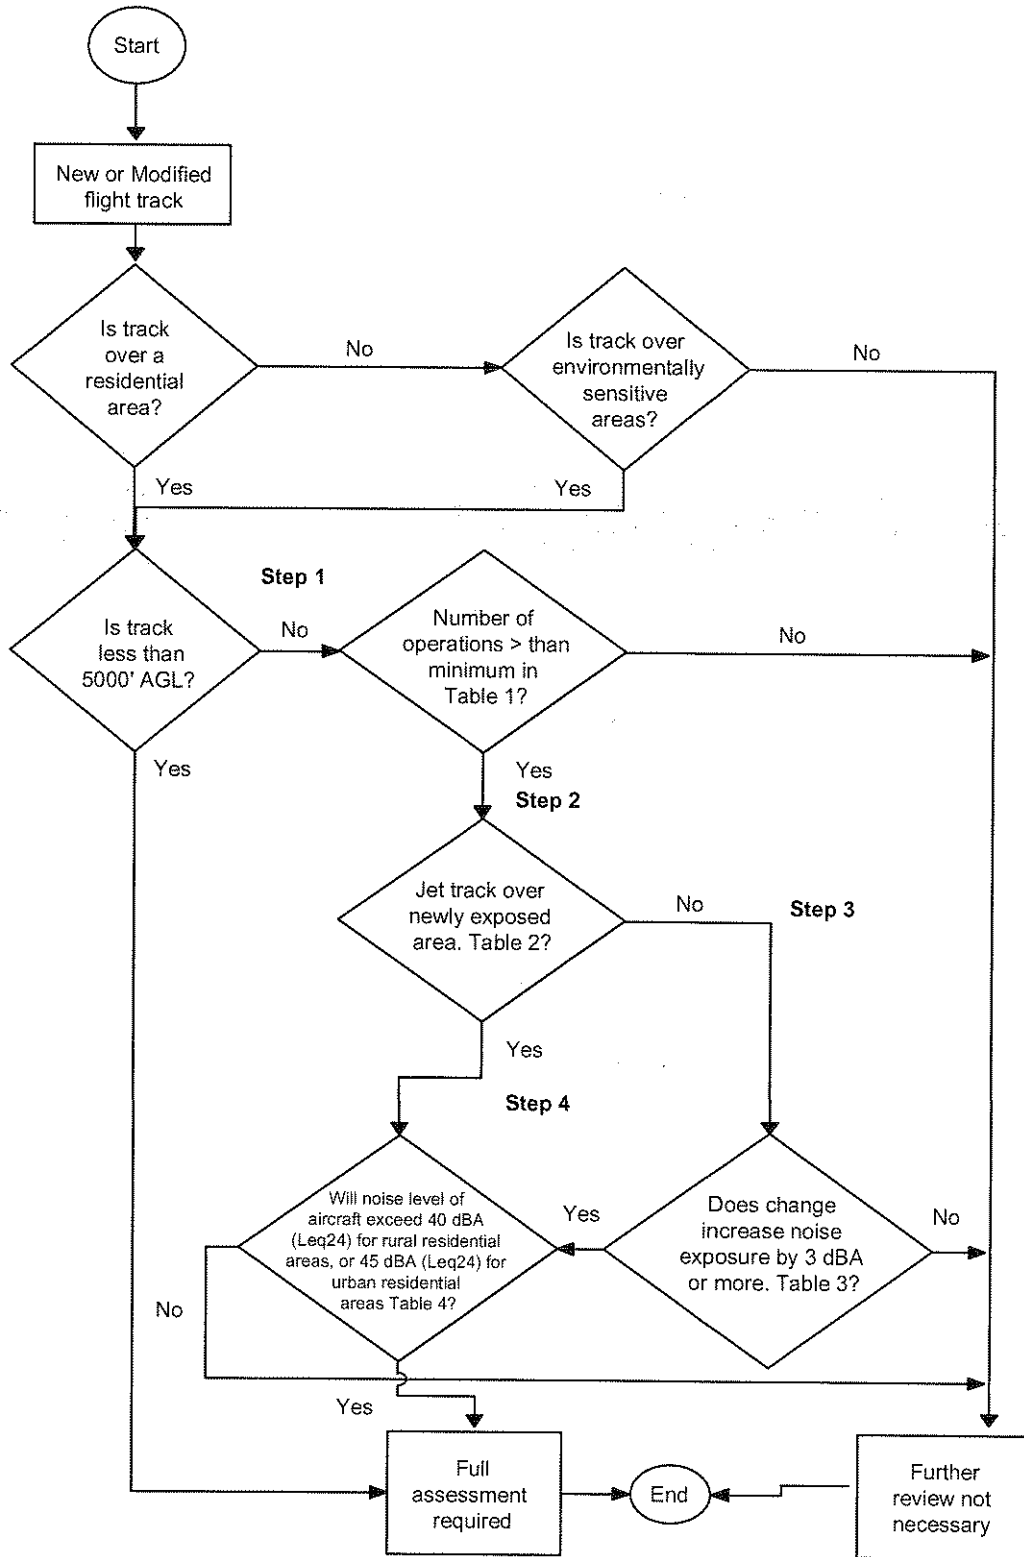 Start
New or Modified
flight track
Is track
over a
residential
area?
No
Is track over
environmentally
sensitive
areas?
No
Yes
Yes
Step 1
Is track
less than
5000' AGL?
No
Number of
operations > than
minimum in
Table 1?
No
Yes
Yes
Step 2
Jet track over
newly exposed
area. Table 2?
No
Step 3
Yes
Step 4
Will noise level of
aircraft exceed 40 dBA
(Leq24) for rural residential
areas, or 45 dBA (Leq24) for
urban residential
areas Table 4?
Yes
Does change
increase noise
exposure by 3 dBA
or more. Table 3?
No
No
Yes
Full
assessment
required
End
Further
review not
necessary